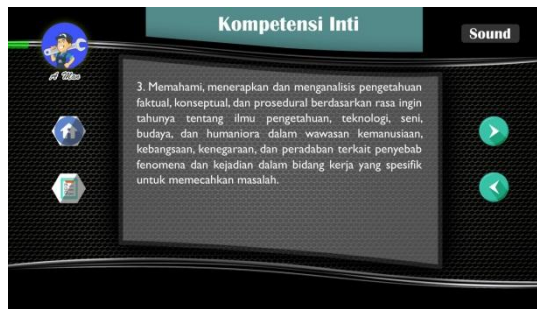 Kompetensi Inti
Sound
A Mas
3. Memahami, menerapkan dan menganalisis pengetahuan
faktual, konseptual, dan prosedural berdasarkan rasa ingin
tahunya tentang ilmu pengetahuan, teknologi, seni,
budaya, dan humaniora dalam wawasan kemanusiaan,
kebangsaan, kenegaraan, dan peradaban terkait penyebab
fenomena dan kejadian dalam bidang kerja yang spesifik
untuk memecahkan masalah.